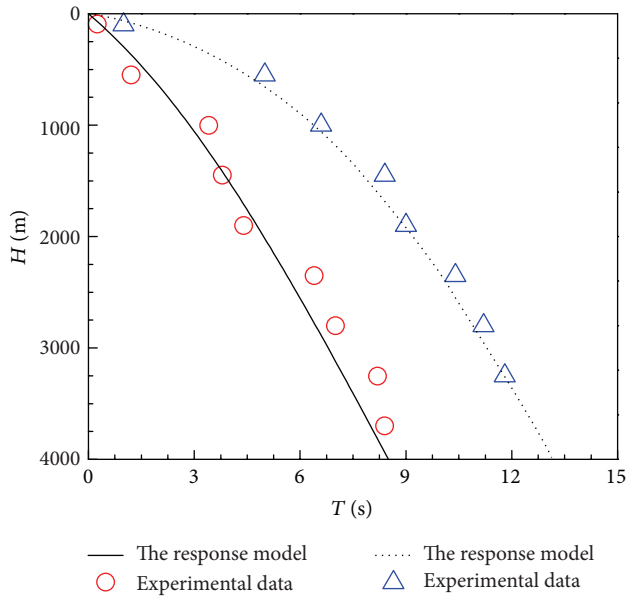 0
1000
2000
3000
4000
H (m)
0 3 6 9 12 15
T (s)
The response model The response model
Experimental data Experimental data